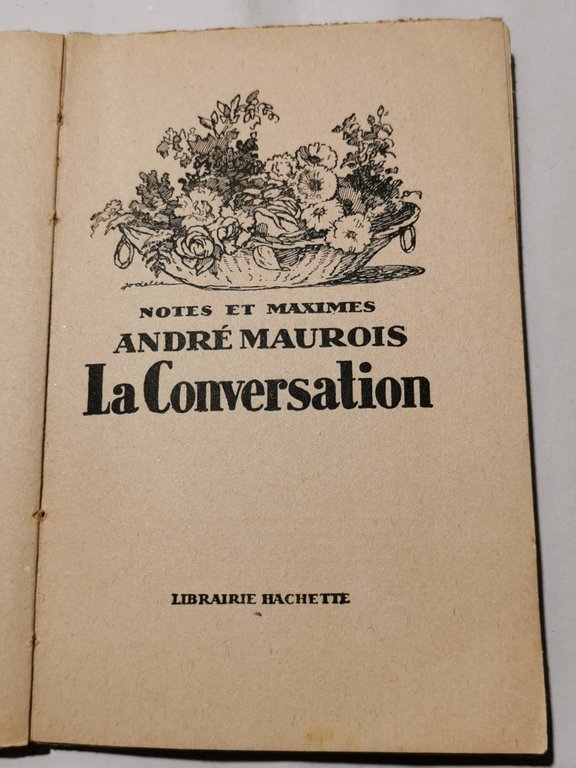 NOTES ET MAXIMES
ANDRÉ MAUROIS
La Conversation
LIBRAIRIE HACHETTE